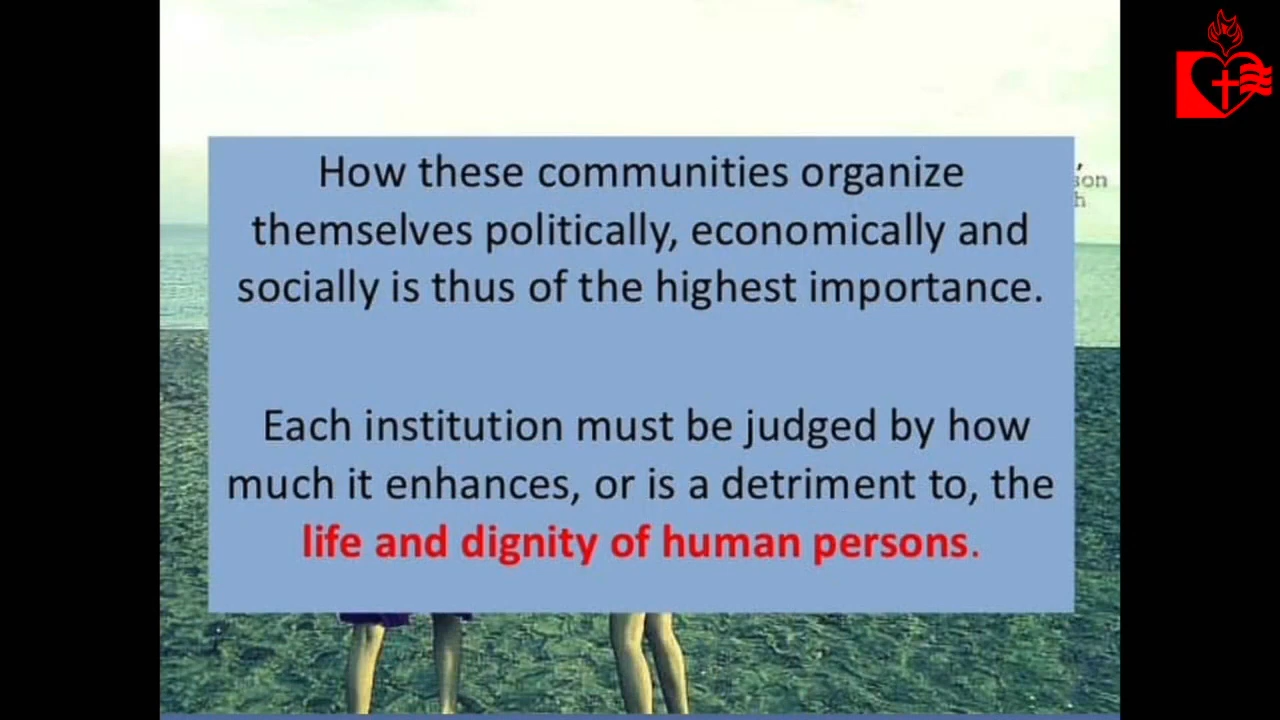 How these communities organize
themselves politically, economically and
socially is thus of the highest importance.
Each institution must be judged by how
much it enhances, or is a detriment to, the
life and dignity of human persons.